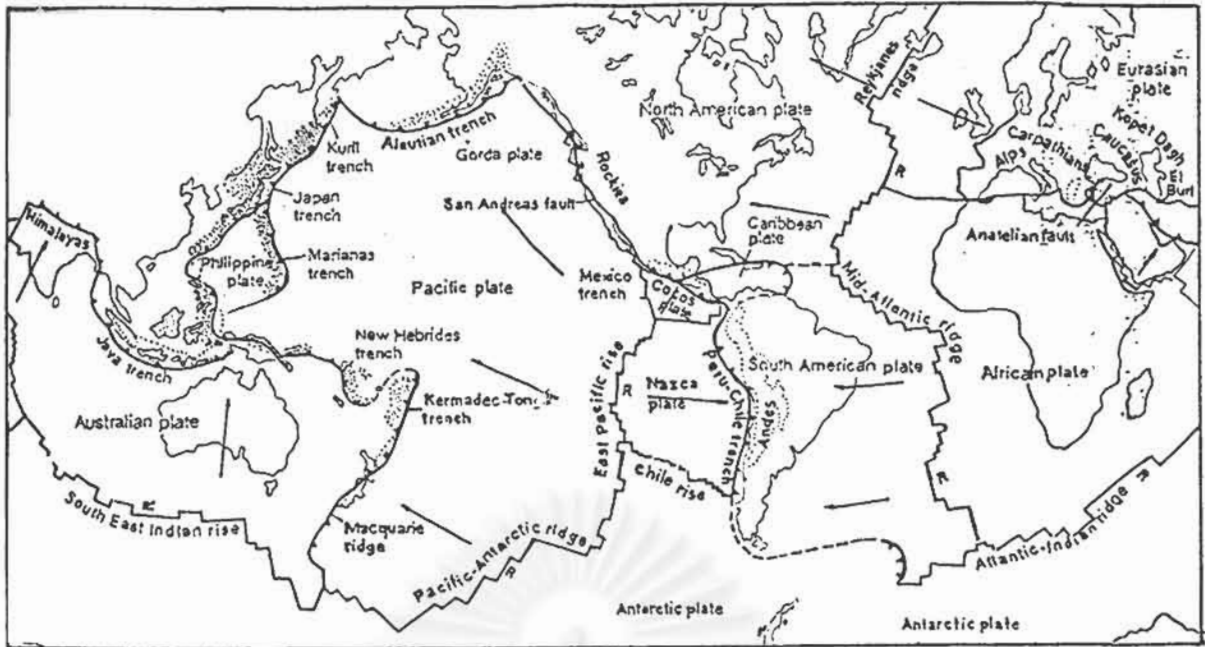 Reykjanes
ridge
Eurasian
plate
North American plate
Kopet Dagh
Carpathians
Caucasus
Alps
El Burl
Kuril
trench
Aleutian trench
Gorda plate
Rockies
R
Japan
trench
San Andreas fault
Himalayas
Caribbean
plate
Anatelian fault
Philippine
plate
Marianas
trench
Pacific plate
Mexico
trench
Cocos
plate
Mid-Atlantic ridge
New Hebrides
trench
Java trench
East Pacific rise
R
Nazca
plate
Peru-Chile trench
South American plate
African plate
Kermadec-Tong
trench
Australian plate
Andes
Chile rise
R
R
R
South East Indian rise
Macquarie
ridge
Pacific-Antarctic ridge
R
Atlantic-Indian ridge
Antarctic plate
Antarctic plate